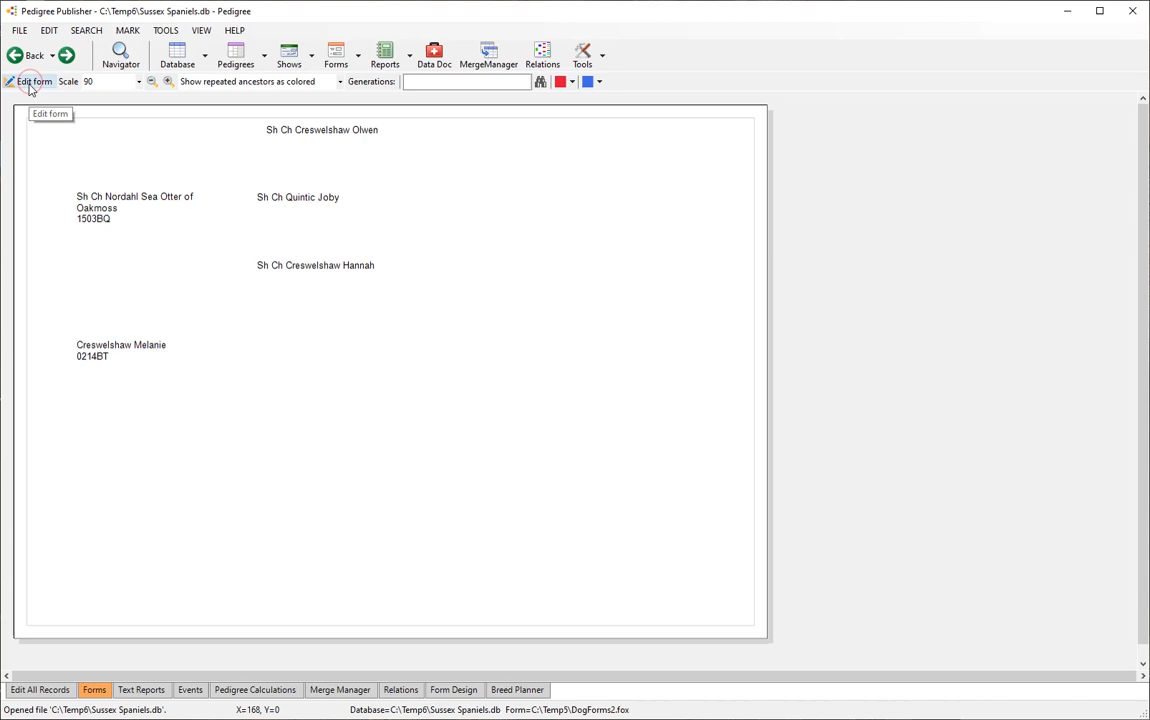 Pedigree Publisher - C:\Temp6\Sussex Spaniels.db - Pedigree
FILE EDIT SEARCH MARK TOOLS VIEW HELP
Back Navigator Database Pedigrees Shows Forms Reports Data Doc MergeManager Relations Tools
Edit form Scale 90 Show repeated ancestors as colored Generations:
Edit form
Sh Ch Creswelshaw Olwen
Sh Ch Nordahl Sea Otter of
Oakmoss
1503BQ
Sh Ch Quintic Joby
Sh Ch Creswelshaw Hannah
Creswelshaw Melanie
0214BT
Edit All Records Forms Text Reports Events Pedigree Calculations Merge Manager Relations Form Design Breed Planner
Opened file 'C:\Temp6\Sussex Spaniels.db'. X=168, Y=0 Database=C:\Temp6\Sussex Spaniels.db Form=C:\Temp5\DogForms2.fox